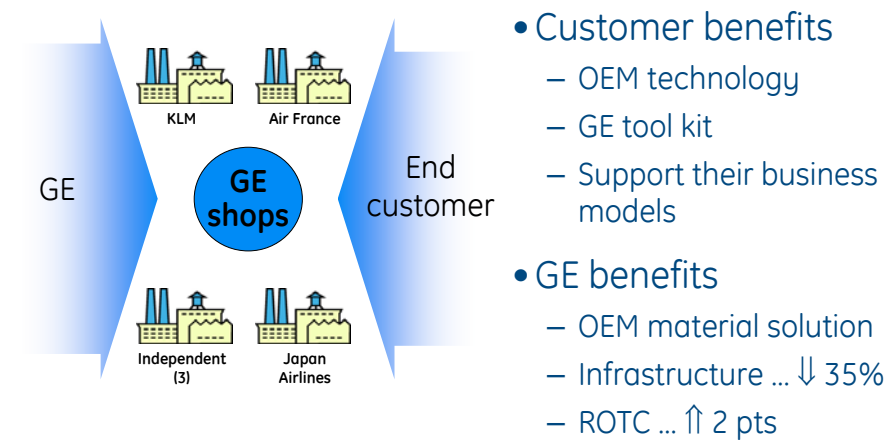 KLM
Air France
GE
GE
shops
End
customer
Independent
(3)
Japan
Airlines
• Customer benefits
– OEM technology
– GE tool kit
– Support their business
models
• GE benefits
– OEM material solution
– Infrastructure ... ⇓ 35%
– ROTC ... ⇑ 2 pts